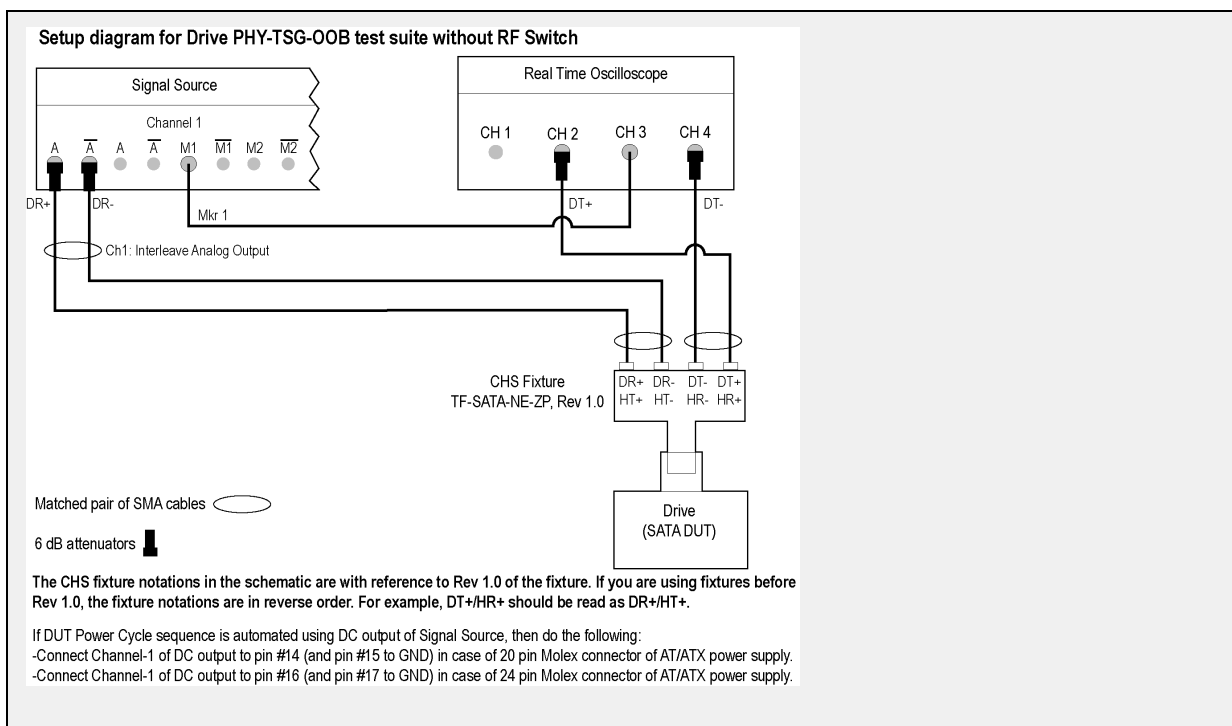 Setup diagram for Drive PHY-TSG-OOB test suite without RF Switch
Signal Source
Real Time Oscilloscope
Channel 1
A A̅ A A̅ M1 M̅1̅ M2 M̅2̅
CH 1 CH 2 CH 3 CH 4
DR+ DR- DT+ DT-
Mkr 1
Ch1: Interleave Analog Output
CHS Fixture
TF-SATA-NE-ZP, Rev 1.0
DR+ DR- DT- DT+
HT+ HT- HR- HR+
Matched pair of SMA cables
6 dB attenuators
Drive
(SATA DUT)
The CHS fixture notations in the schematic are with reference to Rev 1.0 of the fixture. If you are using fixtures before
Rev 1.0, the fixture notations are in reverse order. For example, DT+/HR+ should be read as DR+/HT+.
If DUT Power Cycle sequence is automated using DC output of Signal Source, then do the following:
-Connect Channel-1 of DC output to pin #14 (and pin #15 to GND) in case of 20 pin Molex connector of AT/ATX power supply.
-Connect Channel-1 of DC output to pin #16 (and pin #17 to GND) in case of 24 pin Molex connector of AT/ATX power supply.